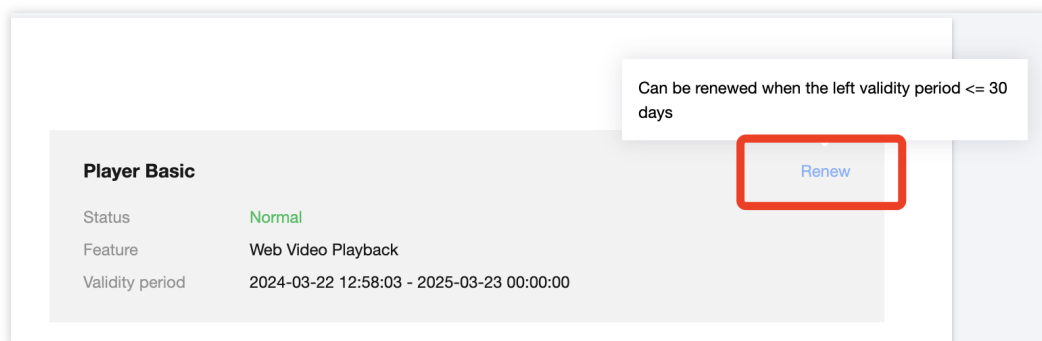 Can be renewed when the left validity period <= 30
days
Player Basic
Renew
Status
Normal
Feature
Web Video Playback
Validity period
2024-03-22 12:58:03 - 2025-03-23 00:00:00